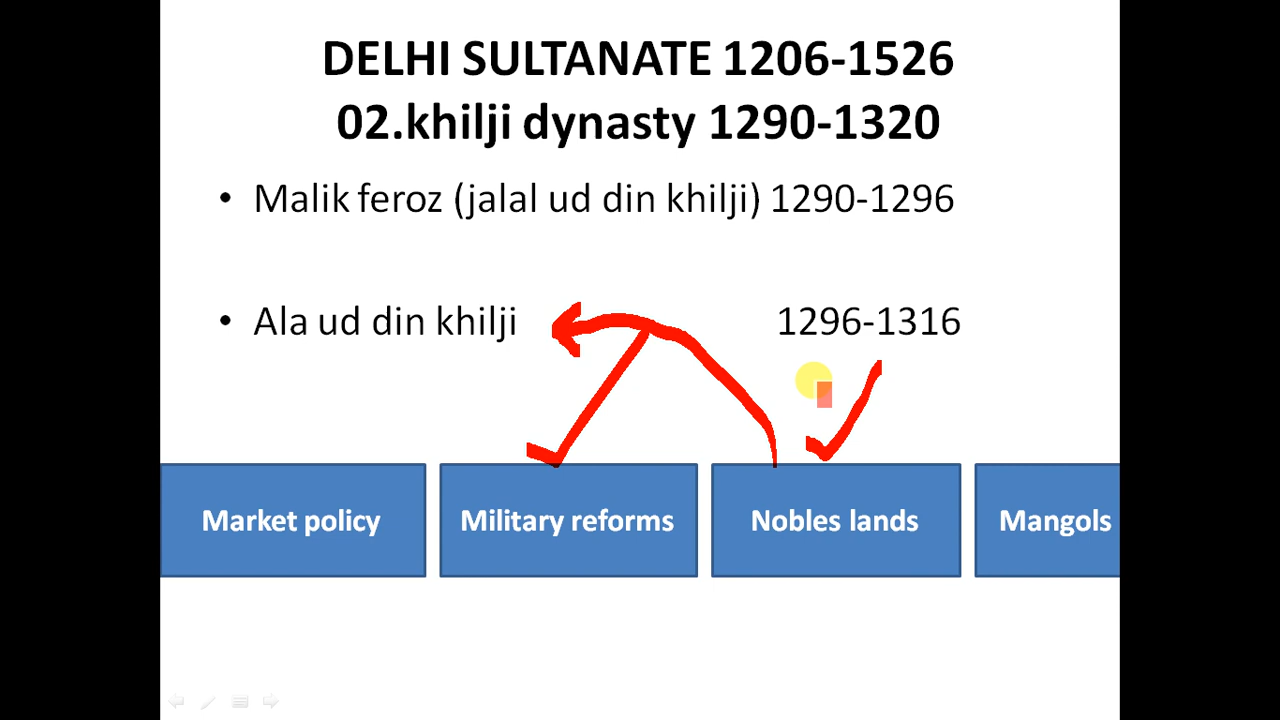 DELHI SULTANATE 1206-1526
02.khilji dynasty 1290-1320
• Malik feroz (jalal ud din khilji) 1290-1296
• Ala ud din khilji 1296-1316
Market policy
Military reforms
Nobles lands
Mangols